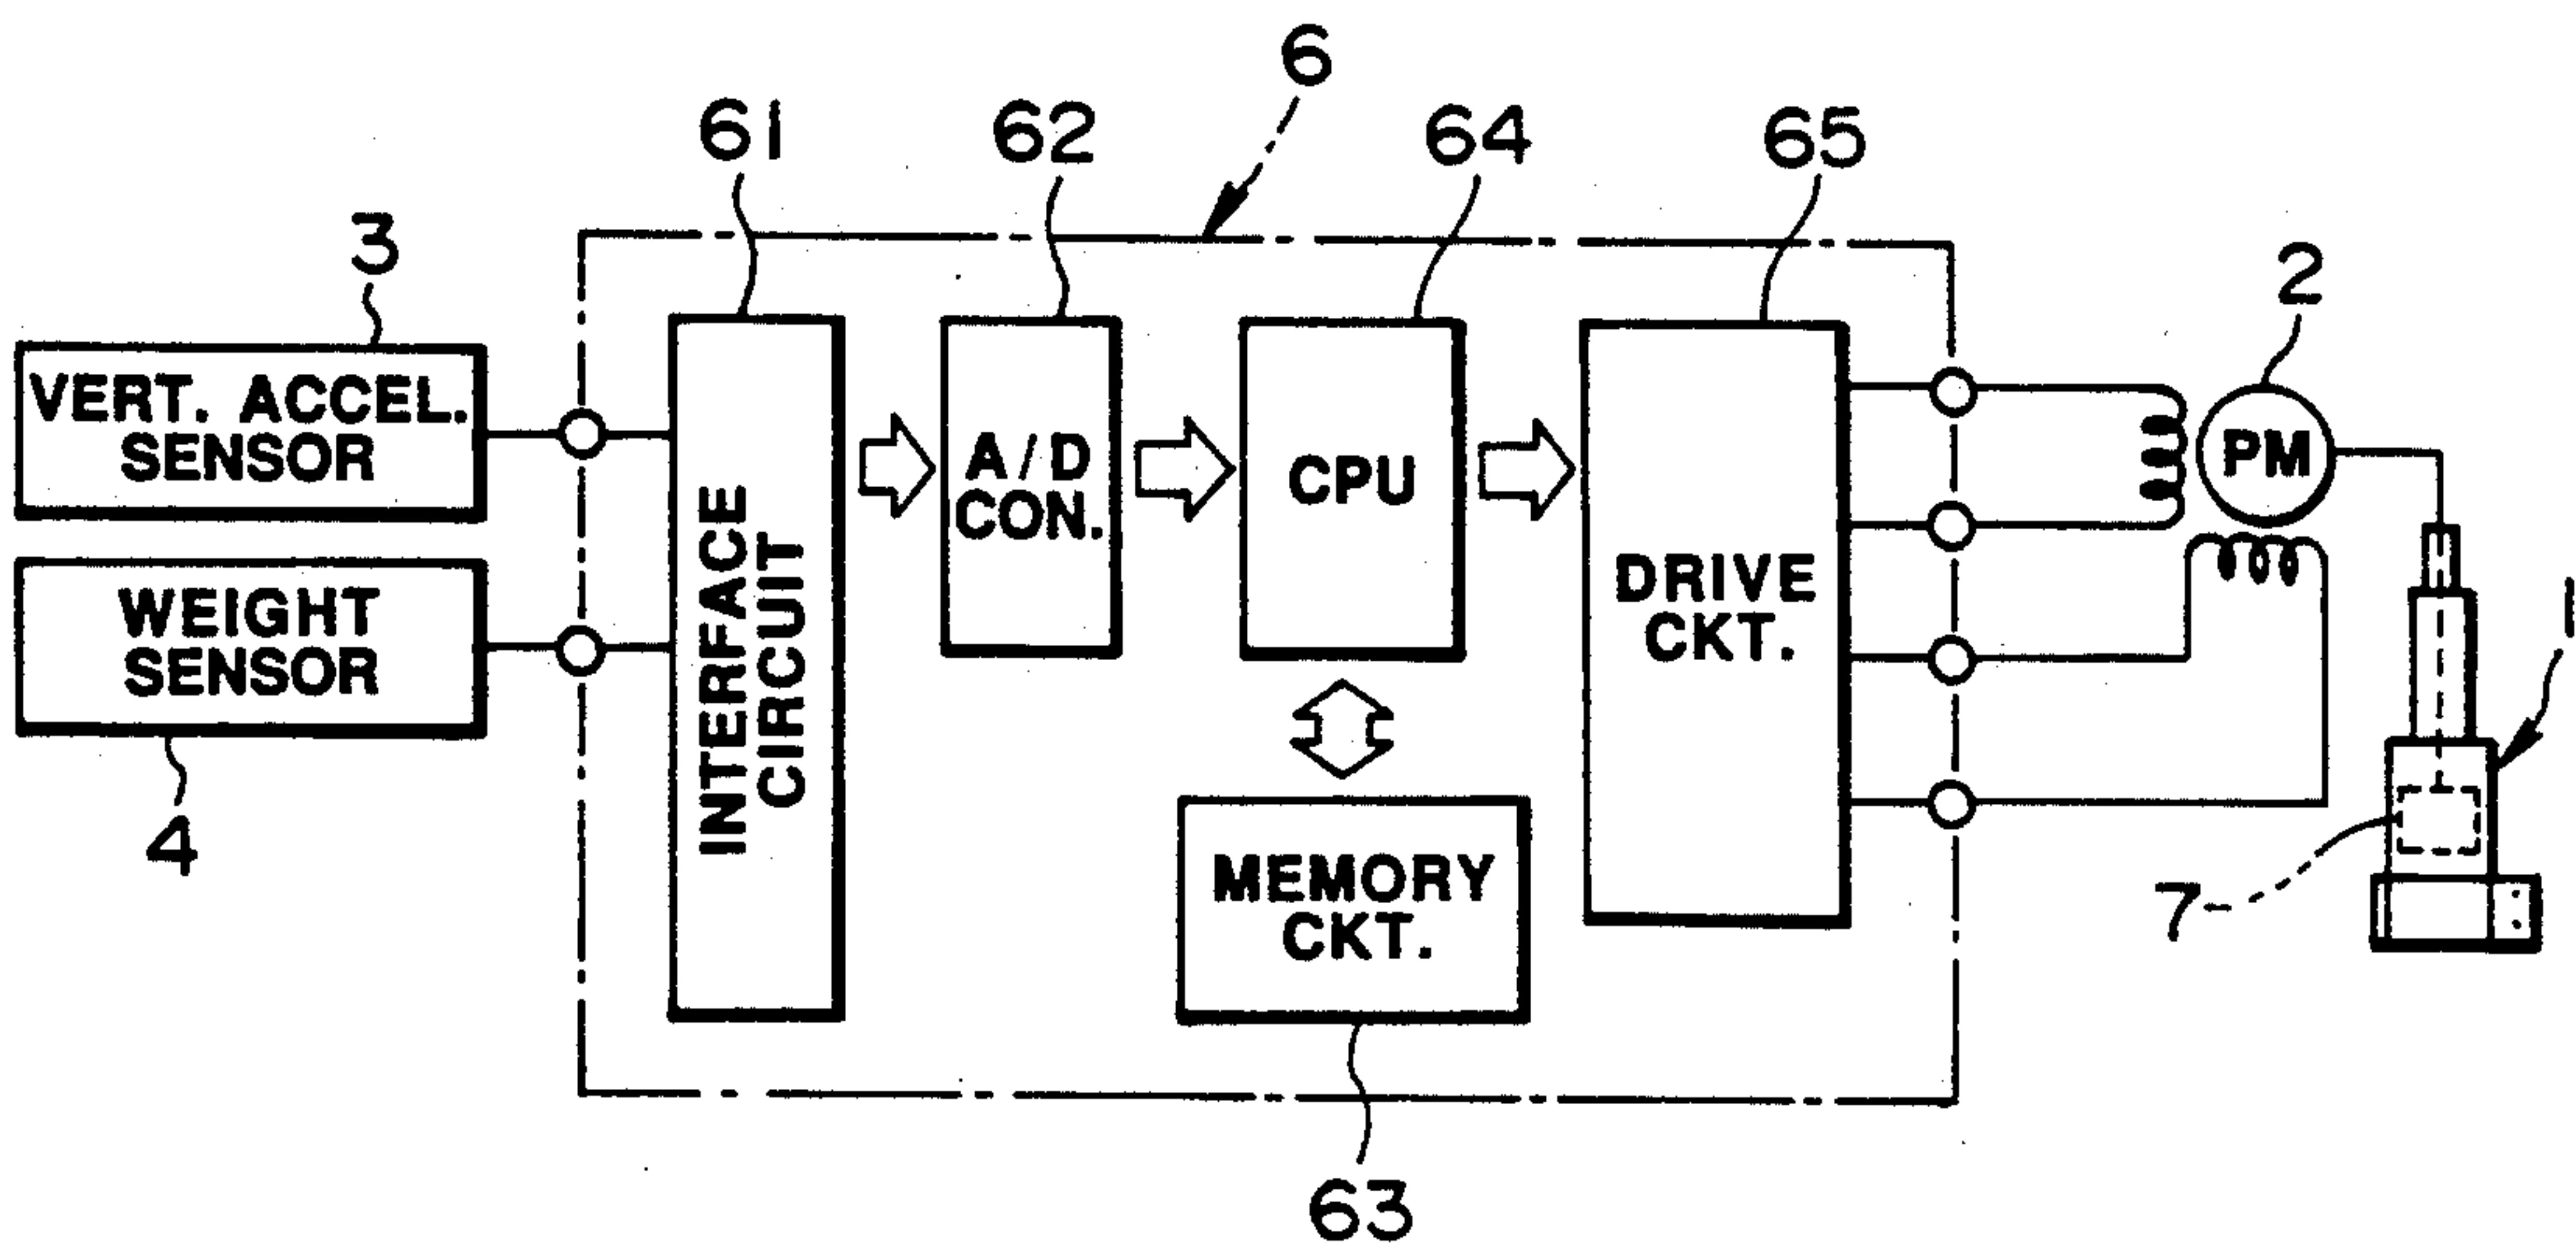 6
61
62
64
65
3
2
VERT. ACCEL.
SENSOR
WEIGHT
SENSOR
4
INTERFACE
CIRCUIT
A/D
CON.
CPU
MEMORY
CKT.
63
DRIVE
CKT.
PM
1
7